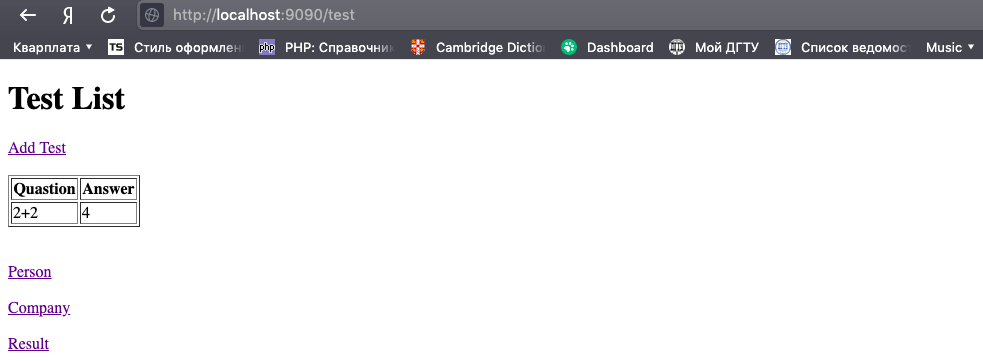 http://localhost:9090/test
Кварплата TS Стиль оформлен php PHP: Справочник Cambridge Dictio Dashboard Мой ДГТУ Список ведомост Music
Test List
Add Test
Quastion Answer
2+2 4
Person
Company
Result